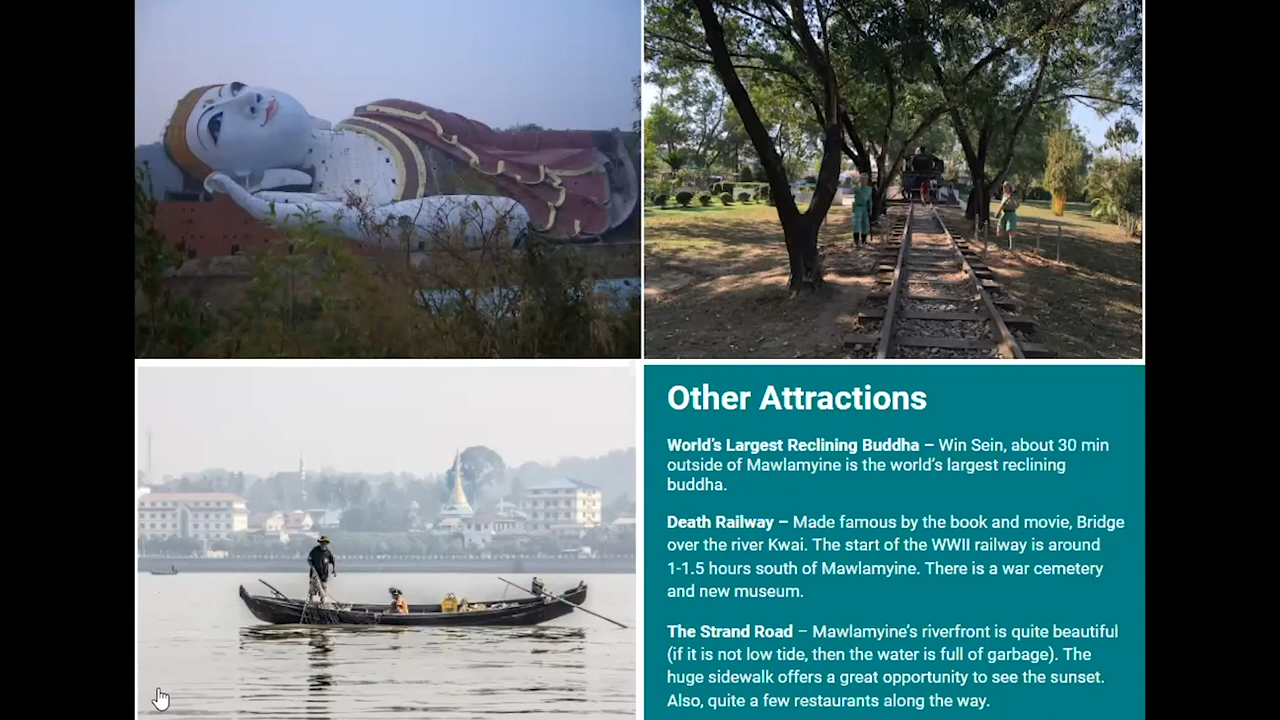 Other Attractions
World's Largest Reclining Buddha – Win Sein, about 30 min
outside of Mawlamyine is the world's largest reclining
buddha.
Death Railway – Made famous by the book and movie, Bridge
over the river Kwai. The start of the WWII railway is around
1-1.5 hours south of Mawlamyine. There is a war cemetery
and new museum.
The Strand Road – Mawlamyine's riverfront is quite beautiful
(if it is not low tide, then the water is full of garbage). The
huge sidewalk offers a great opportunity to see the sunset.
Also, quite a few restaurants along the way.